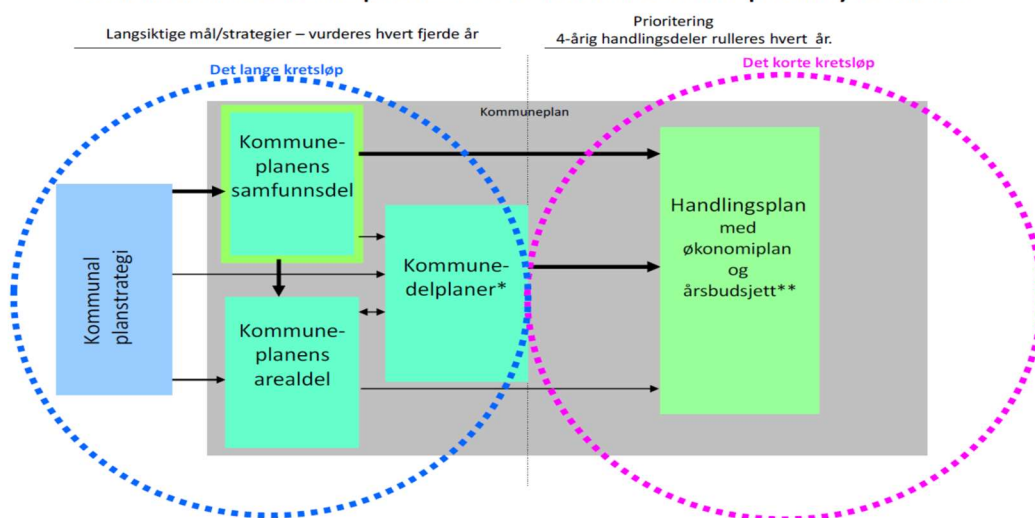 Langsiktige mål/strategier – vurderes hvert fjerde år
Prioritering
4-årig handlingsdeler rulleres hvert år.
Det lange kretsløp
Det korte kretsløp
Kommuneplan
Kommune-
planens
samfunnsdel
Kommunal
planstrategi
Kommune-
delplaner*
Kommune-
planens
arealdel
Handlingsplan
med
økonomiplan
og
årsbudsjett**